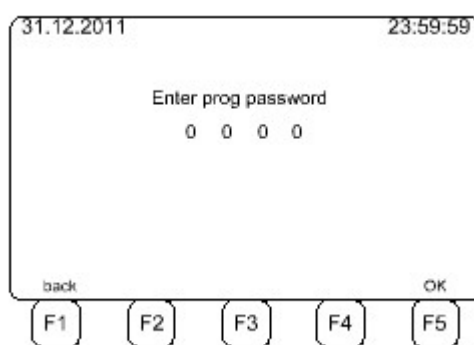 31.12.2011 23:59:59
Enter prog password
0 0 0 0
back OK
F1 F2 F3 F4 F5